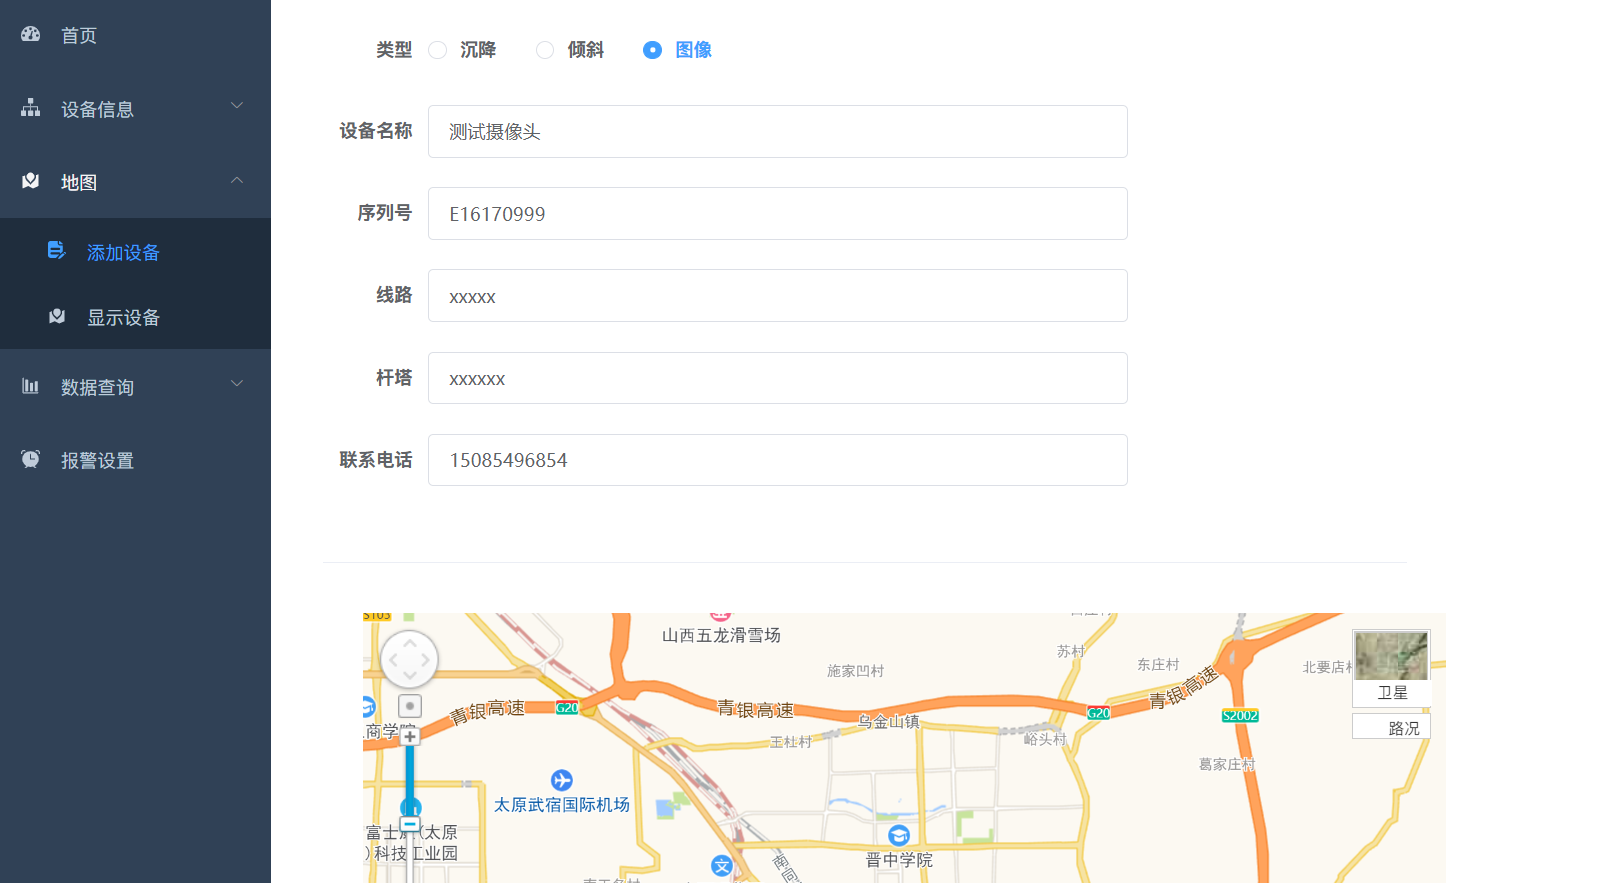 首页
设备信息
地图
添加设备
显示设备
数据查询
报警设置
类型
沉降
倾斜
图像
设备名称
测试摄像头
序列号
E16170999
线路
xxxxx
杆塔
xxxxxx
联系电话
15085496854
S103
山西五龙滑雪场
苏村
东庄村
北要店村
施家凹村
卫星
路况
青银高速
G20
青银高速
乌金山镇
G20
青银高速
S2002
商学院
王杜村
峪头村
葛家庄村
太原武宿国际机场
富士
(太原
)科技工业园
晋中学院
文
南同